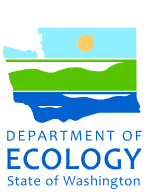 DEPARTMENT OF
ECOLOGY
State of Washington